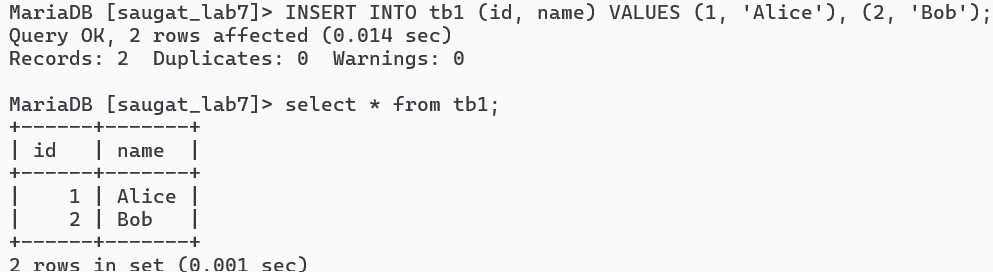 MariaDB [saugat_lab7]> INSERT INTO tb1 (id, name) VALUES (1, 'Alice'), (2, 'Bob');
Query OK, 2 rows affected (0.014 sec)
Records: 2  Duplicates: 0  Warnings: 0

MariaDB [saugat_lab7]> select * from tb1;
+------+-------+
| id   | name  |
+------+-------+
|    1 | Alice |
|    2 | Bob   |
+------+-------+
2 rows in set (0.001 sec)